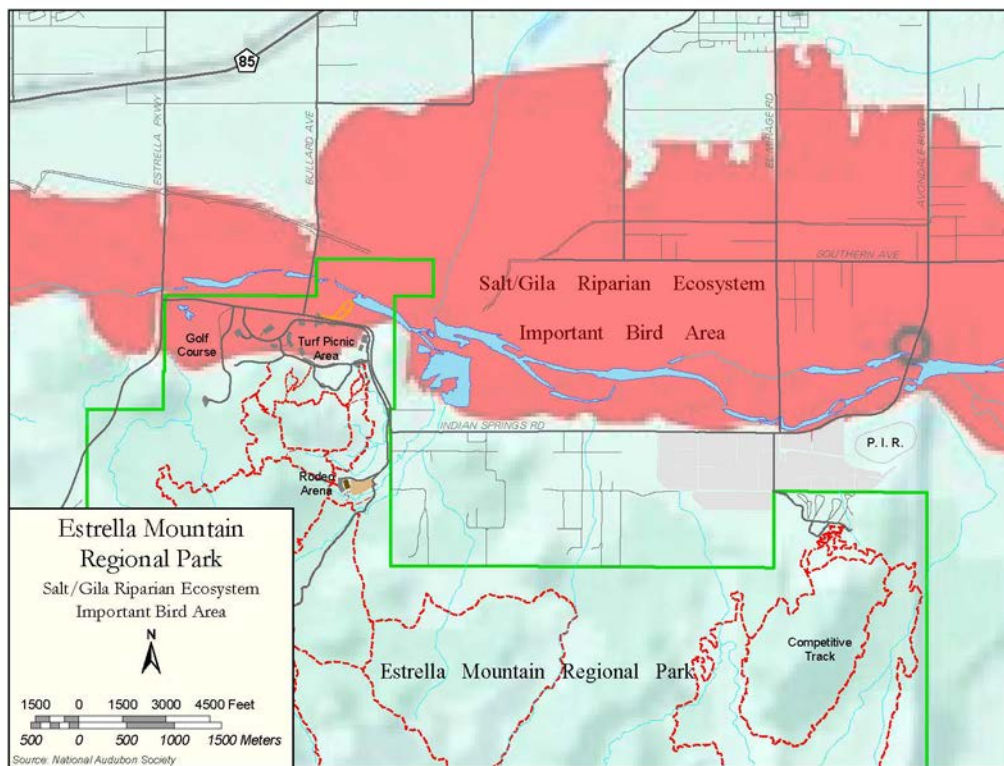 85
ESTRELLA PKWY
BULLARD AVE
EL MIRAGE RD
AVONDALE BLVD
SOUTHERN AVE
Salt/Gila Riparian Ecosystem
Important Bird Area
Golf
Course
Turf Picnic
Area
INDIAN SPRINGS RD
P. I. R.
Rodeo
Arena
Competitive
Track
Estrella Mountain Regional Park
Estrella Mountain
Regional Park
Salt/Gila Riparian Ecosystem
Important Bird Area
N
1500 0 1500 3000 4500 Feet
500 0 500 1000 1500 Meters
Source: National Audubon Society